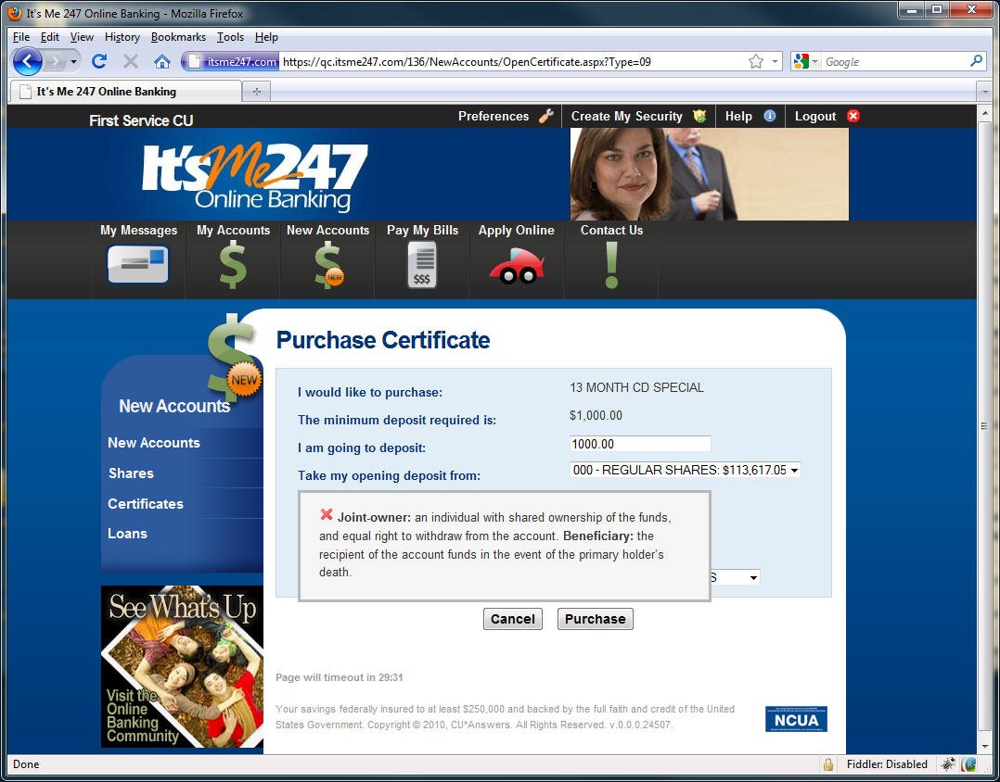 It's Me 247 Online Banking - Mozilla Firefox
File Edit View History Bookmarks Tools Help
itsme247.com https://qc.itsme247.com/136/NewAccounts/OpenCertificate.aspx?Type=09 Google
It's Me 247 Online Banking
First Service CU Preferences Create My Security Help Logout
It's Me 247
Online Banking
My Messages My Accounts New Accounts Pay My Bills Apply Online Contact Us
NEW $$$
Purchase Certificate
NEW
New Accounts
New Accounts
Shares
Certificates
Loans
I would like to purchase: 13 MONTH CD SPECIAL
The minimum deposit required is: $1,000.00
I am going to deposit: 1000.00
Take my opening deposit from: 000 - REGULAR SHARES: $113,617.05
Joint-owner: an individual with shared ownership of the funds,
and equal right to withdraw from the account. Beneficiary: the
recipient of the account funds in the event of the primary holder's
death.
S
Cancel Purchase
See What's Up
Visit the
Online
Banking
Community
Page will timeout in 29:31
Your savings federally insured to at least $250,000 and backed by the full faith and credit of the United
States Government. Copyright © 2010, CU*Answers. All Rights Reserved. v.0.0.0.24507.
NCUA
Done Fiddler: Disabled